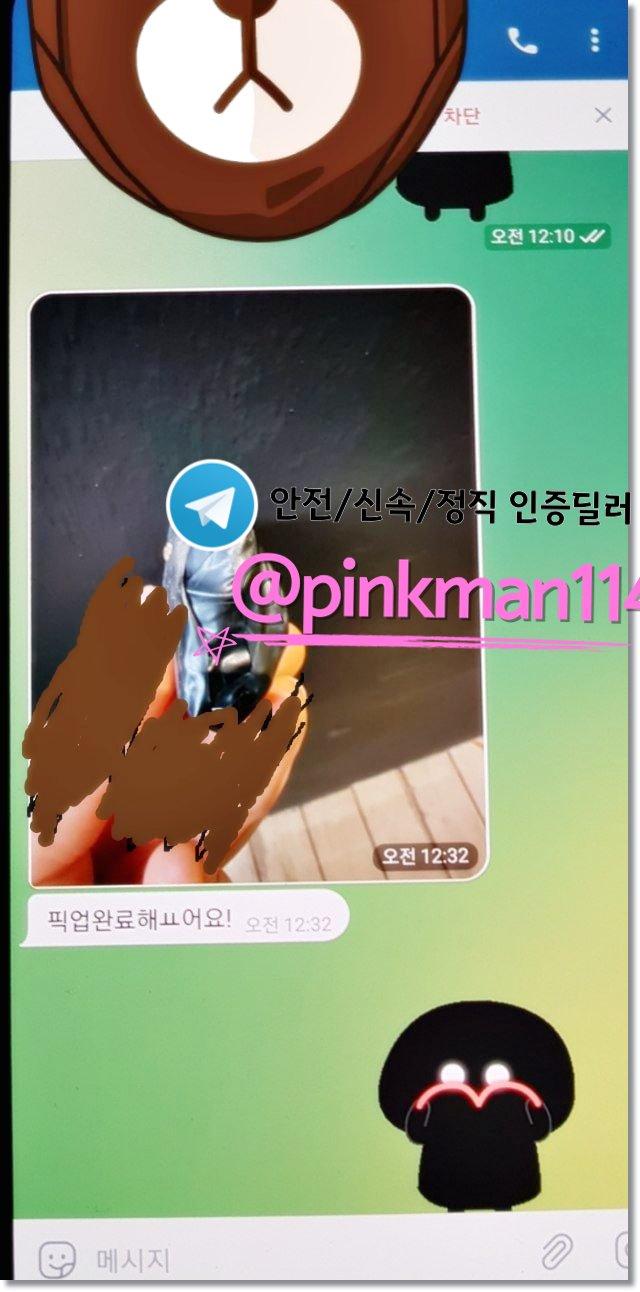 차단
오전 12:10
안전/신속/정직 인증딜러
@pinkman114
오전 12:32
픽업완료해ㅛ어요! 오전 12:32
메시지